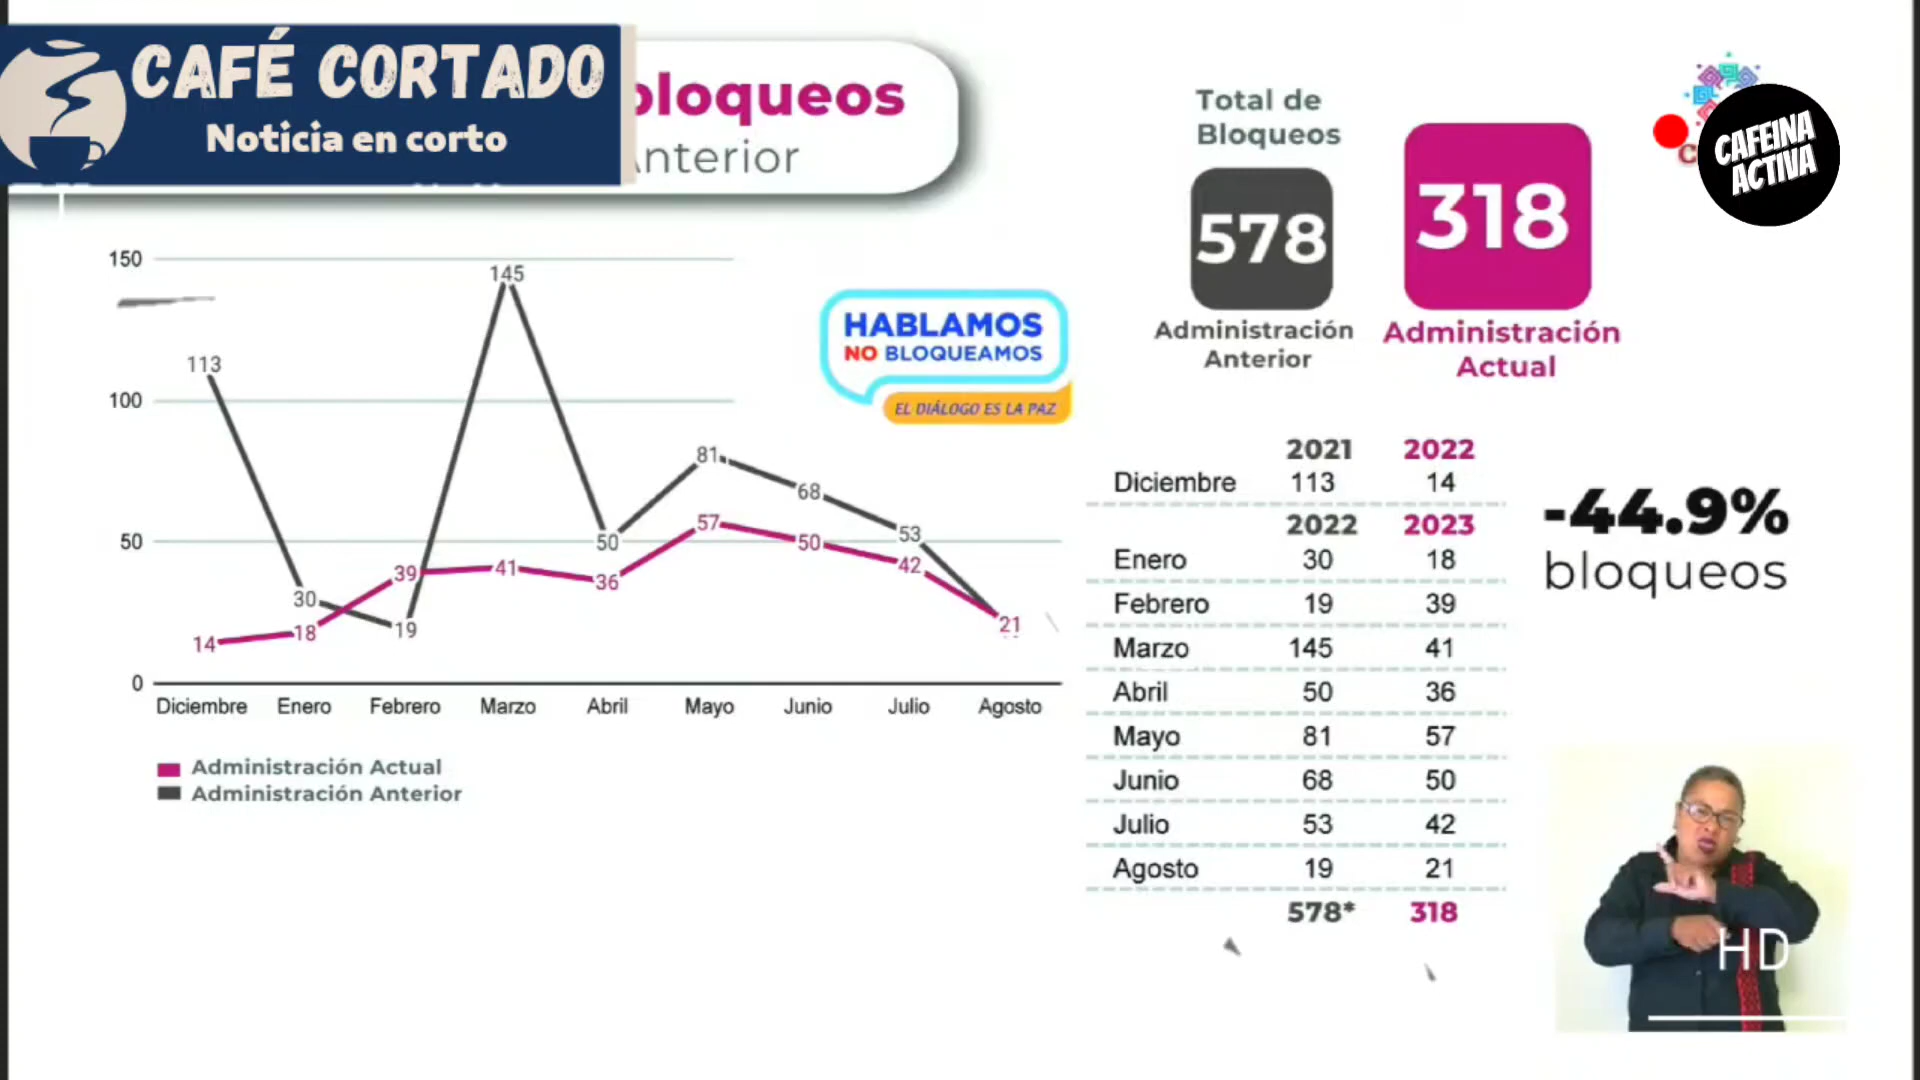 CAFÉ CORTADO
Noticia en corto
bloqueos
Anterior
Total de
Bloqueos
578
318
Administración
Anterior
Administración
Actual
CAFEINA
ACTIVA
150
100
50
0
145
113
81
68
57
53
50
50
42
41
39
36
30
21
19
18
14
Diciembre Enero Febrero Marzo Abril Mayo Junio Julio Agosto
Administración Actual
Administración Anterior
HABLAMOS
NO BLOQUEAMOS
EL DIÁLOGO ES LA PAZ
2021 2022
Diciembre 113 14
2022 2023
Enero 30 18
Febrero 19 39
Marzo 145 41
Abril 50 36
Mayo 81 57
Junio 68 50
Julio 53 42
Agosto 19 21
578* 318
-44.9%
bloqueos
HD